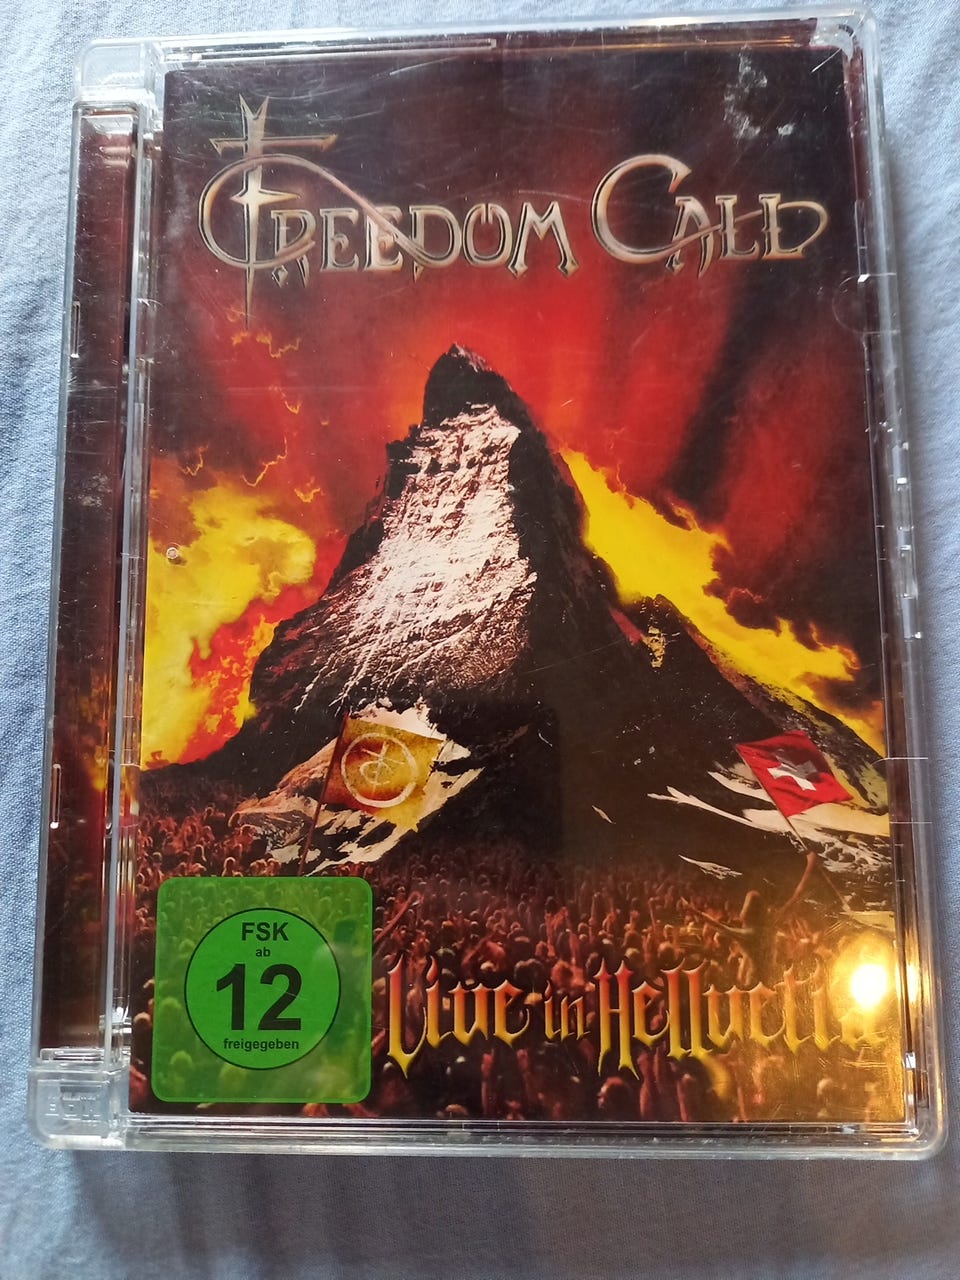 Freedom Call
FSK
ab
12
freigegeben
Live in Hellvetia